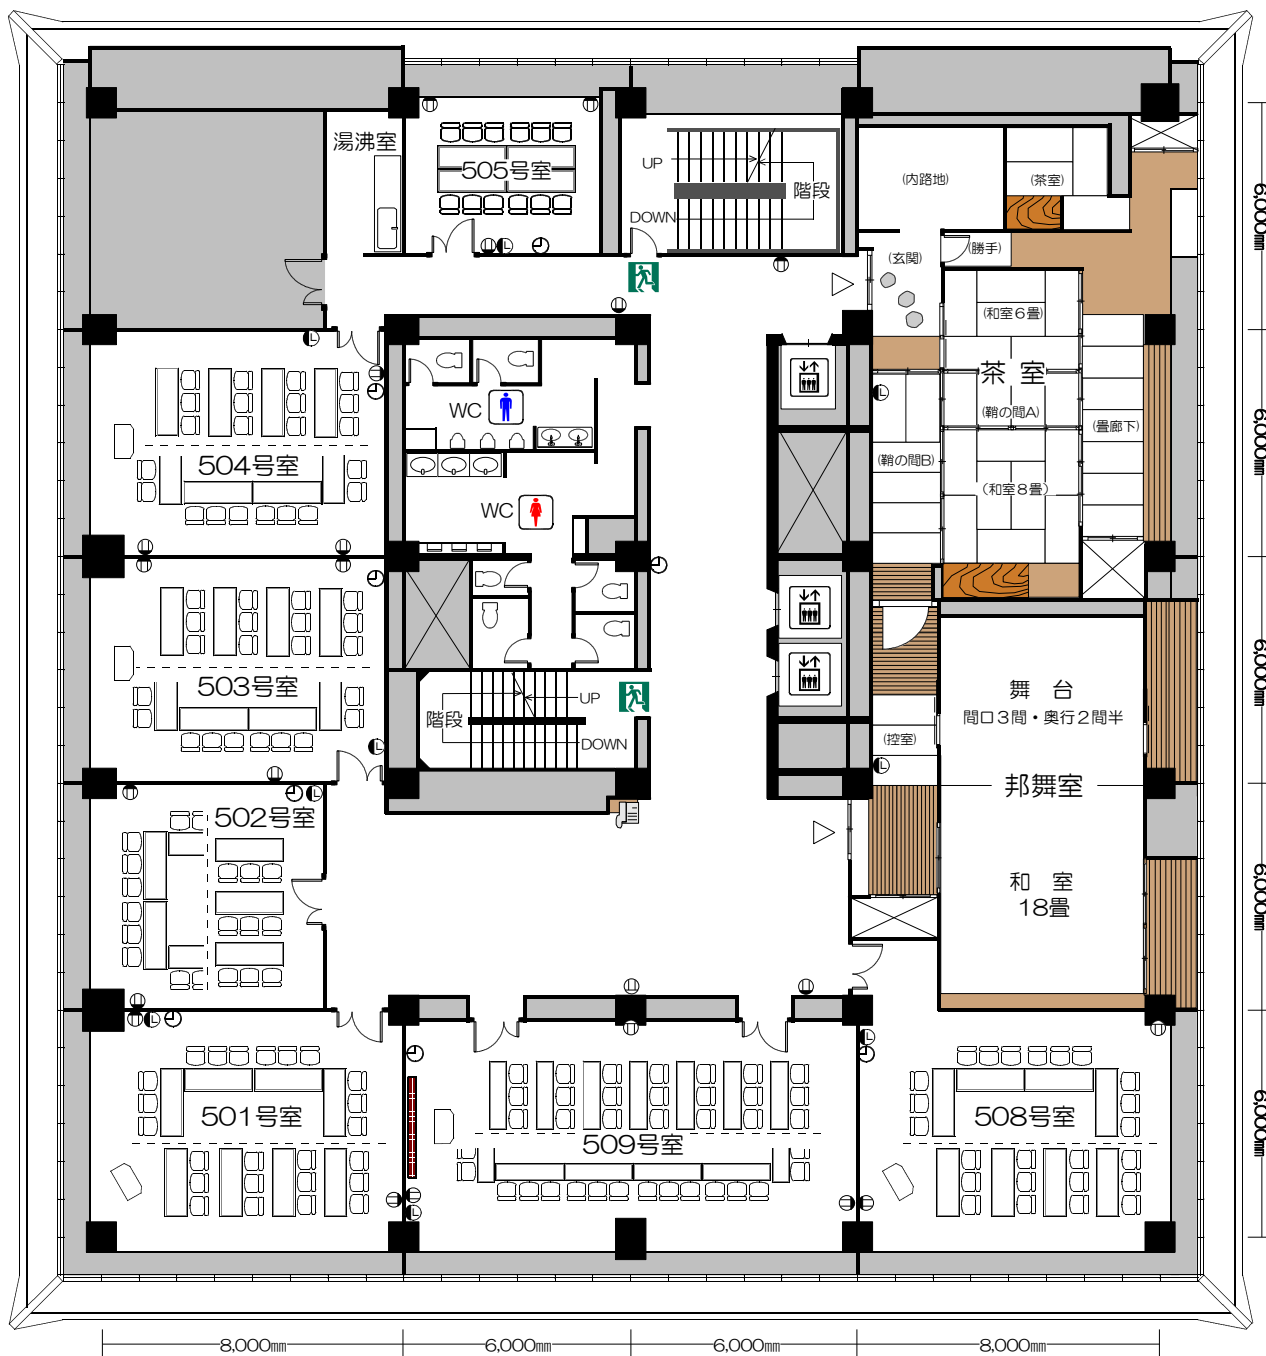 湯沸室
505号室
UP
階段
DOWN
(内路地)
(茶室)
(玄関)
(勝手)
(和室6畳)
茶 室
(鞘の間A)
(畳廊下)
(鞘の間B)
(和室8畳)
WC
WC
504号室
503号室
階段
UP
DOWN
502号室
舞 台
間口3間・奥行2間半
(控室)
邦舞室
和 室
18畳
501号室
509号室
508号室
6,000㎜
6,000㎜
6,000㎜
6,000㎜
6,000㎜
8,000㎜
6,000㎜
6,000㎜
8,000㎜